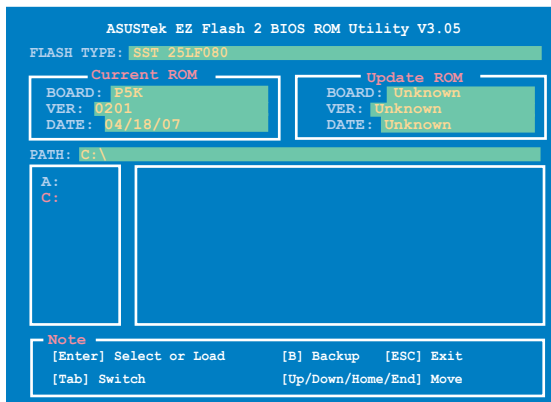 ASUSTek EZ Flash 2 BIOS ROM Utility V3.05
FLASH TYPE: SST 25LF080
Current ROM
BOARD: P5K
VER: 0201
DATE: 04/18/07
Update ROM
BOARD: Unknown
VER: Unknown
DATE: Unknown
PATH: C:\
A:
C:
Note
[Enter] Select or Load [B] Backup [ESC] Exit
[Tab] Switch [Up/Down/Home/End] Move